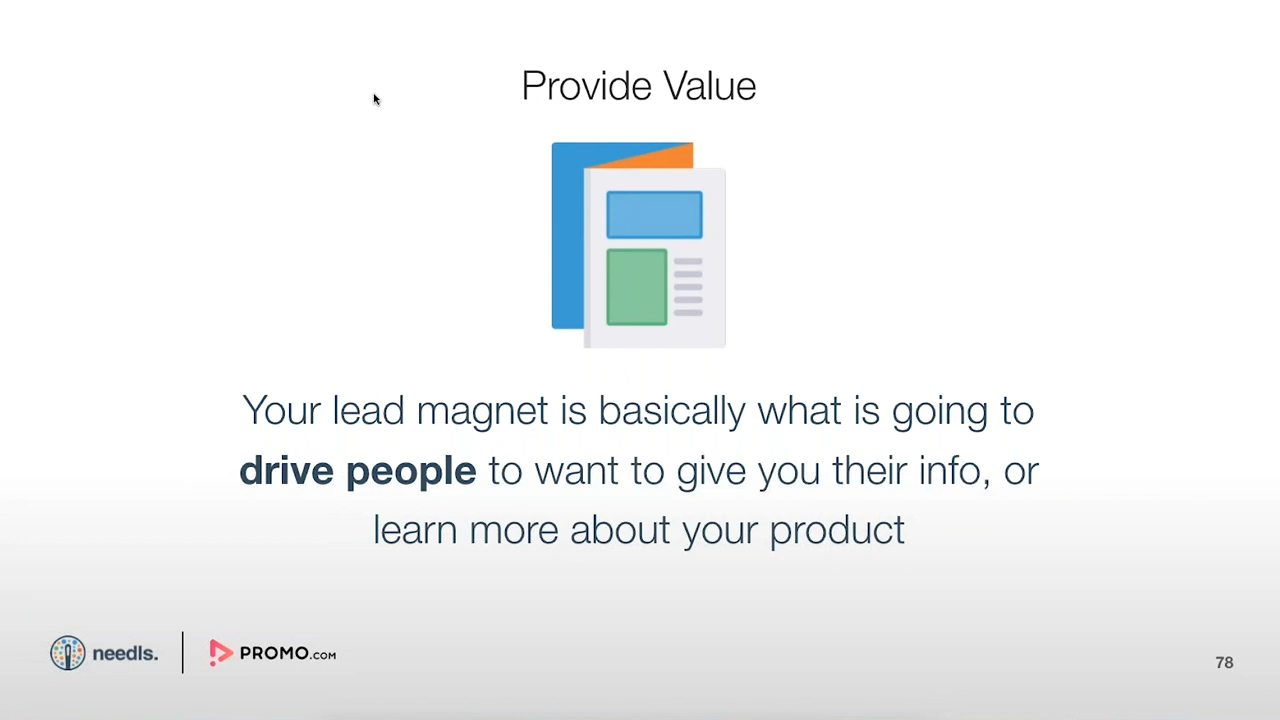 Provide Value
Your lead magnet is basically what is going to
drive people to want to give you their info, or
learn more about your product
needls.
PROMO.COM
78